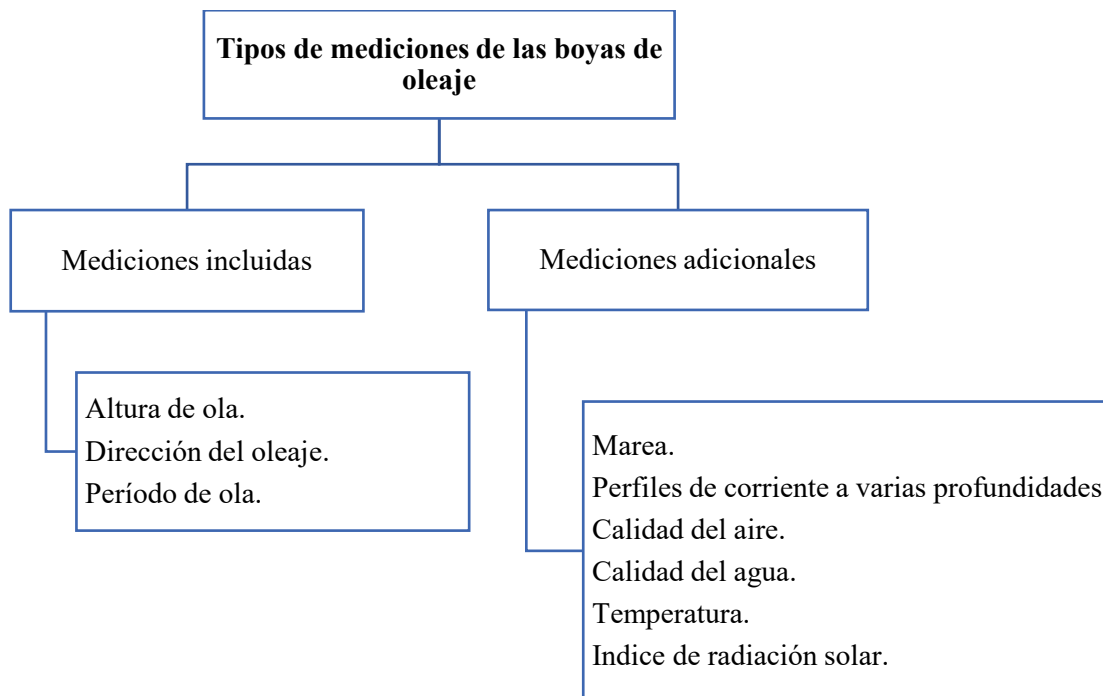 Tipos de mediciones de las boyas de
oleaje
Mediciones incluidas
Mediciones adicionales
Altura de ola.
Dirección del oleaje.
Período de ola.
Marea.
Perfiles de corriente a varias profundidades
Calidad del aire.
Calidad del agua.
Temperatura.
Indice de radiación solar.